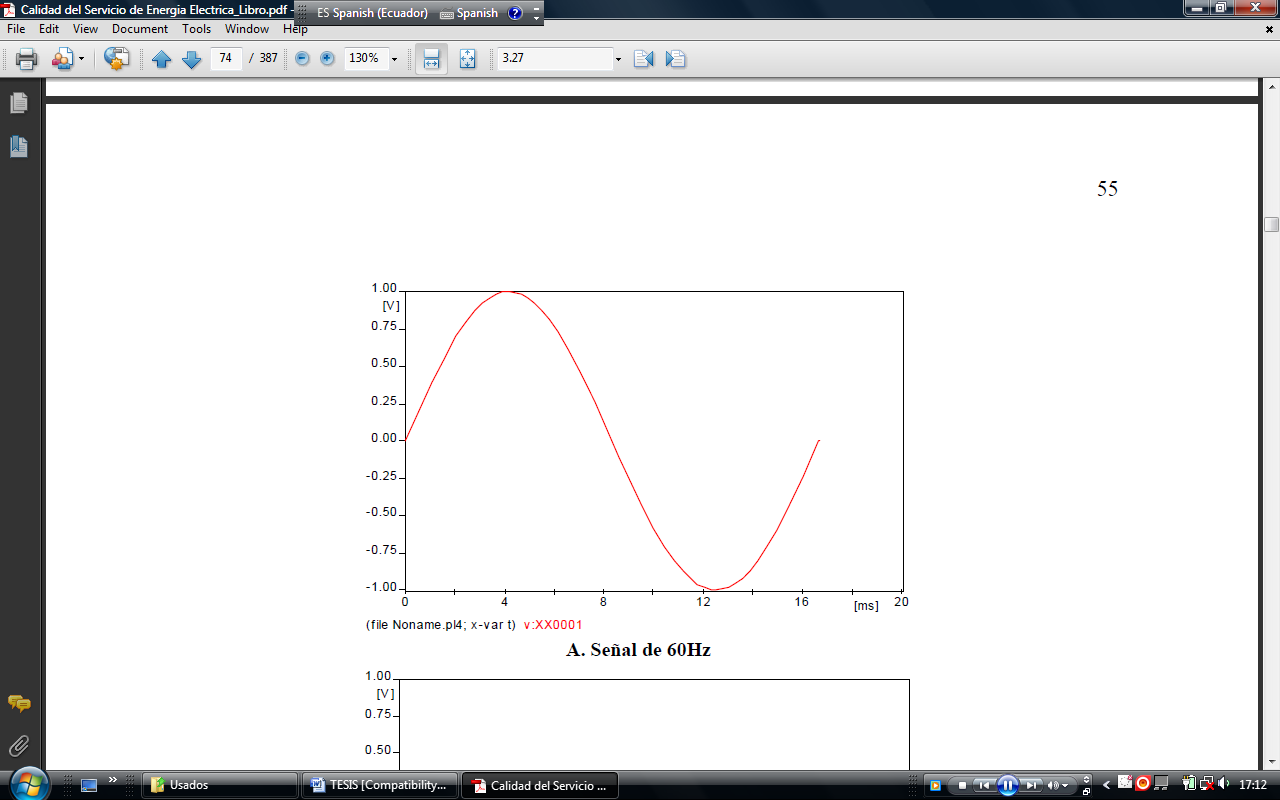 Calidad del Servicio de Energia Electrica_Libro.pdf -
ES Spanish (Ecuador) Spanish ?
File Edit View Document Tools Window Help
74 / 387 130% 3.27
55
1.00
[V]
0.75
0.50
0.25
0.00
-0.25
-0.50
-0.75
-1.00
0 4 8 12 16 [ms] 20
(file Noname.pl4; x-var t) v:XX0001
A. Señal de 60Hz
1.00
[V]
0.75
0.50
Usados TESIS [Compatibility... Calidad del Servicio ... 17:12